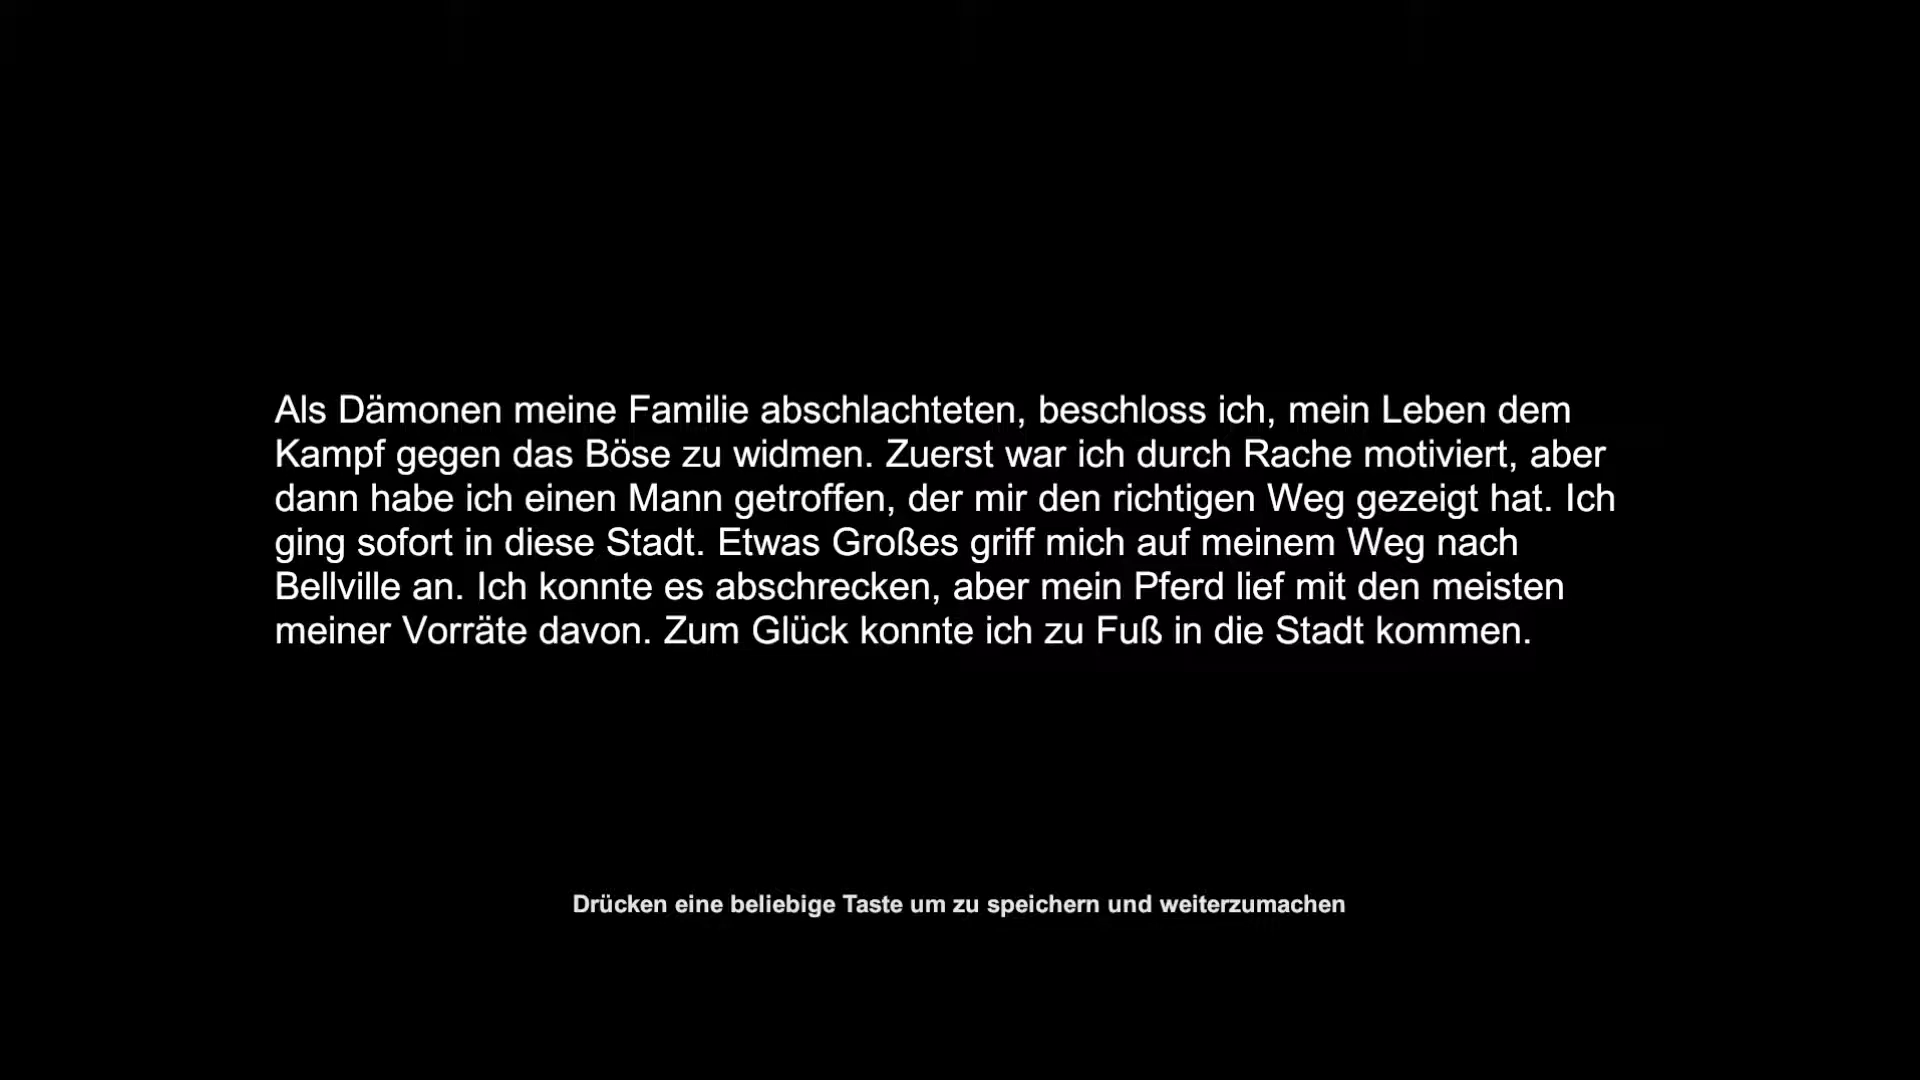 Als Dämonen meine Familie abschlachteten, beschloss ich, mein Leben dem
Kampf gegen das Böse zu widmen. Zuerst war ich durch Rache motiviert, aber
dann habe ich einen Mann getroffen, der mir den richtigen Weg gezeigt hat. Ich
ging sofort in diese Stadt. Etwas Großes griff mich auf meinem Weg nach
Bellville an. Ich konnte es abschrecken, aber mein Pferd lief mit den meisten
meiner Vorräte davon. Zum Glück konnte ich zu Fuß in die Stadt kommen.
Drücken eine beliebige Taste um zu speichern und weiterzumachen